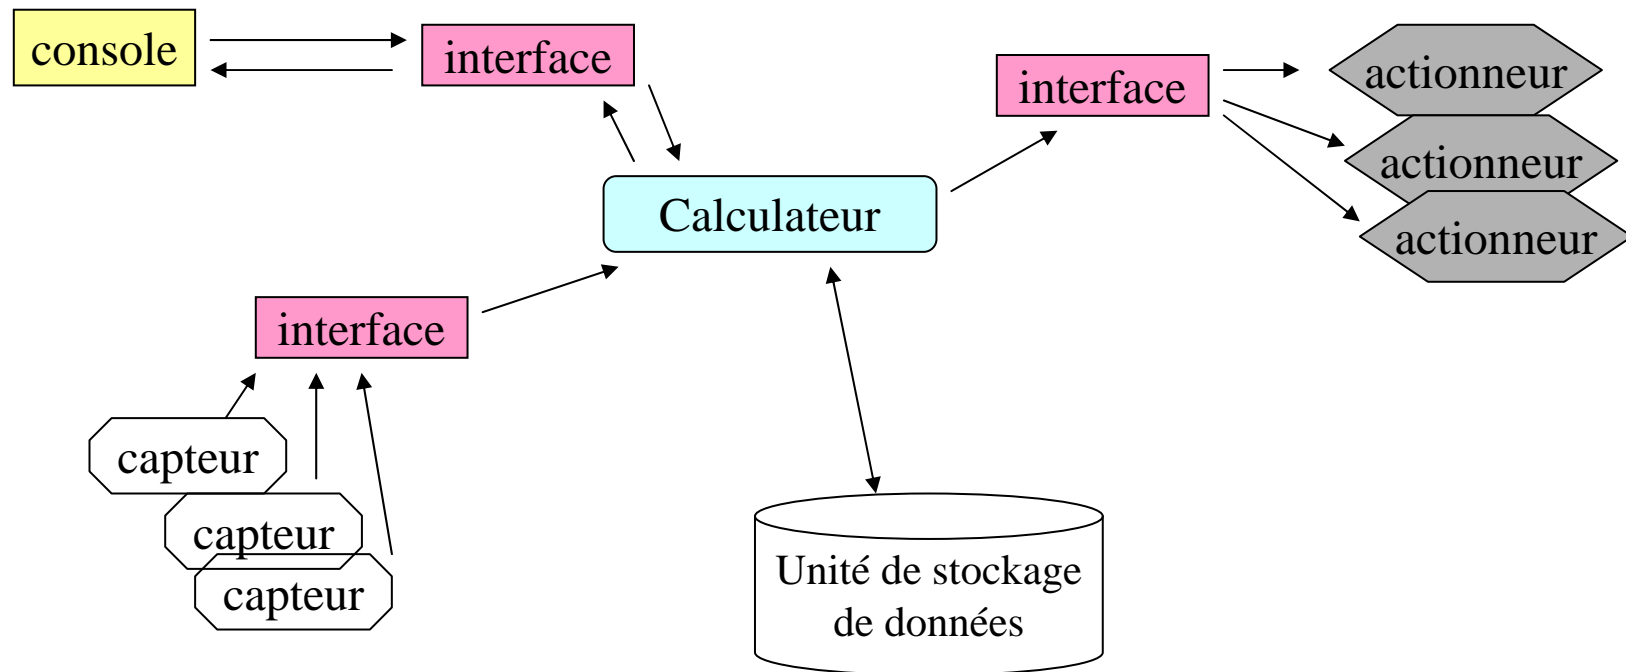 console
interface
interface
actionneur
actionneur
actionneur
Calculateur
interface
capteur
capteur
capteur
Unité de stockage
de données